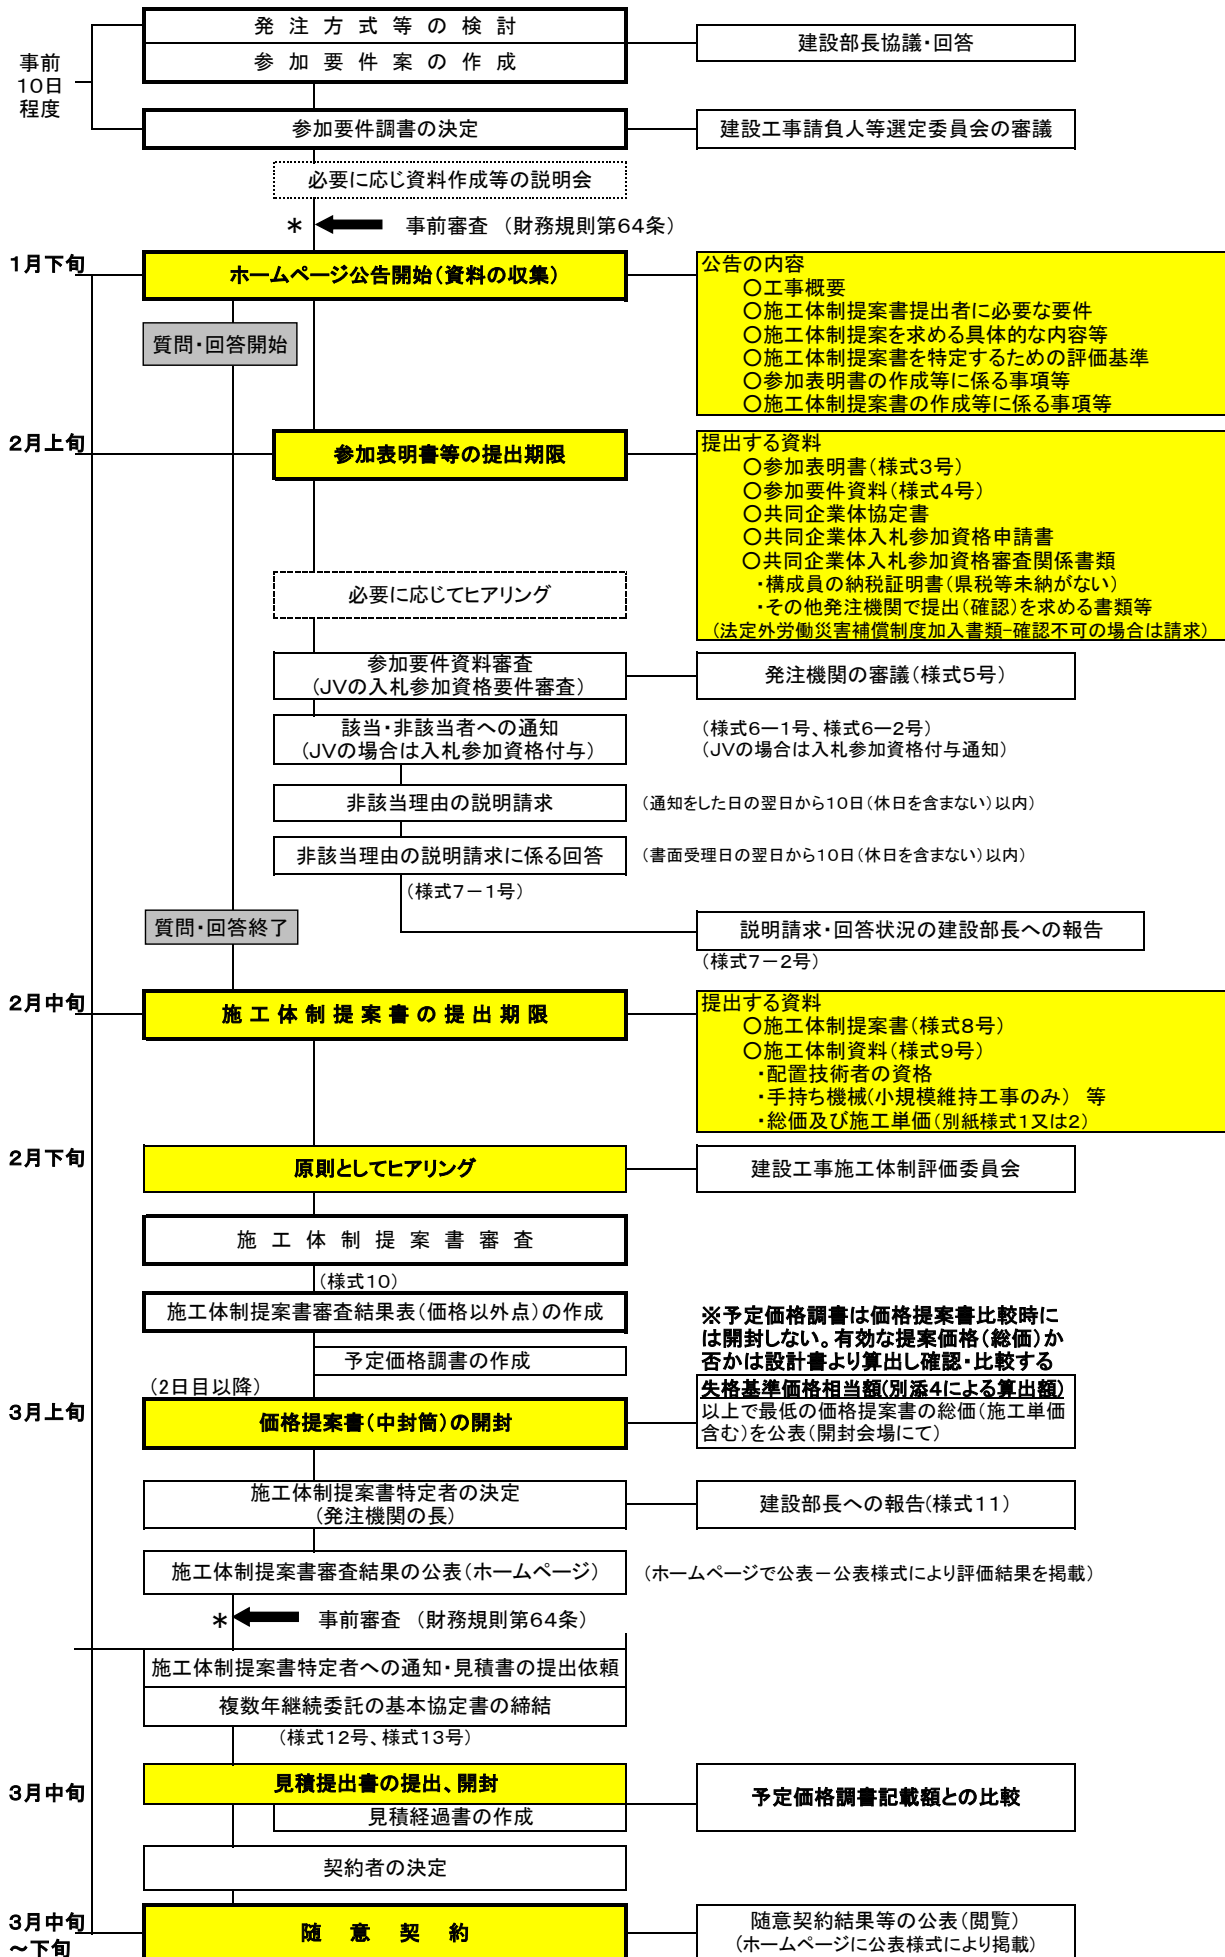 発注方式等の検討
参加要件案の作成
建設部長協議・回答
事前
10日
程度
参加要件調書の決定
建設工事請負人等選定委員会の審議
必要に応じ資料作成等の説明会
＊
事前審査　（財務規則第64条）
1月下旬
ホームページ公告開始（資料の収集）
公告の内容
○工事概要
○施工体制提案書提出者に必要な要件
○施工体制提案を求める具体的な内容等
○施工体制提案書を特定するための評価基準
○参加表明書の作成等に係る事項等
○施工体制提案書の作成等に係る事項等
質問・回答開始
2月上旬
参加表明書等の提出期限
提出する資料
○参加表明書（様式3号）
○参加要件資料（様式4号）
○共同企業体協定書
○共同企業体入札参加資格申請書
○共同企業体入札参加資格審査関係書類
・構成員の納税証明書（県税等未納がない）
・その他発注機関で提出（確認）を求める書類等
（法定外労働災害補償制度加入書類-確認不可の場合は請求）
必要に応じてヒアリング
参加要件資料審査
（JVの入札参加資格要件審査）
発注機関の審議（様式5号）
該当・非該当者への通知
（JVの場合は入札参加資格付与）
（様式6－1号、様式6－2号）
（JVの場合は入札参加資格付与通知）
非該当理由の説明請求
（通知をした日の翌日から10日（休日を含まない）以内）
非該当理由の説明請求に係る回答
（書面受理日の翌日から10日（休日を含まない）以内）
（様式7－1号）
質問・回答終了
説明請求・回答状況の建設部長への報告
（様式7－2号）
2月中旬
施工体制提案書の提出期限
提出する資料
○施工体制提案書（様式8号）
○施工体制資料（様式9号）
・配置技術者の資格
・手持ち機械（小規模維持工事のみ）　等
・総価及び施工単価（別紙様式1又は2）
2月下旬
原則としてヒアリング
建設工事施工体制評価委員会
施工体制提案書審査
（様式10）
施工体制提案書審査結果表（価格以外点）の作成
※予定価格調書は価格提案書比較時に
は開封しない。有効な提案価格（総価）か
否かは設計書より算出し確認・比較する
予定価格調書の作成
（2日目以降）
3月上旬
価格提案書（中封筒）の開封
失格基準価格相当額（別添4による算出額）
以上で最低の価格提案書の総価（施工単価
含む）を公表（開封会場にて）
施工体制提案書特定者の決定
（発注機関の長）
建設部長への報告（様式11）
施工体制提案書審査結果の公表（ホームページ）
（ホームページで公表－公表様式により評価結果を掲載）
＊
事前審査　（財務規則第64条）
施工体制提案書特定者への通知・見積書の提出依頼
複数年継続委託の基本協定書の締結
（様式12号、様式13号）
3月中旬
見積提出書の提出、開封
見積経過書の作成
予定価格調書記載額との比較
契約者の決定
3月中旬
～下旬
随意契約
随意契約結果等の公表（閲覧）
（ホームページに公表様式により掲載）